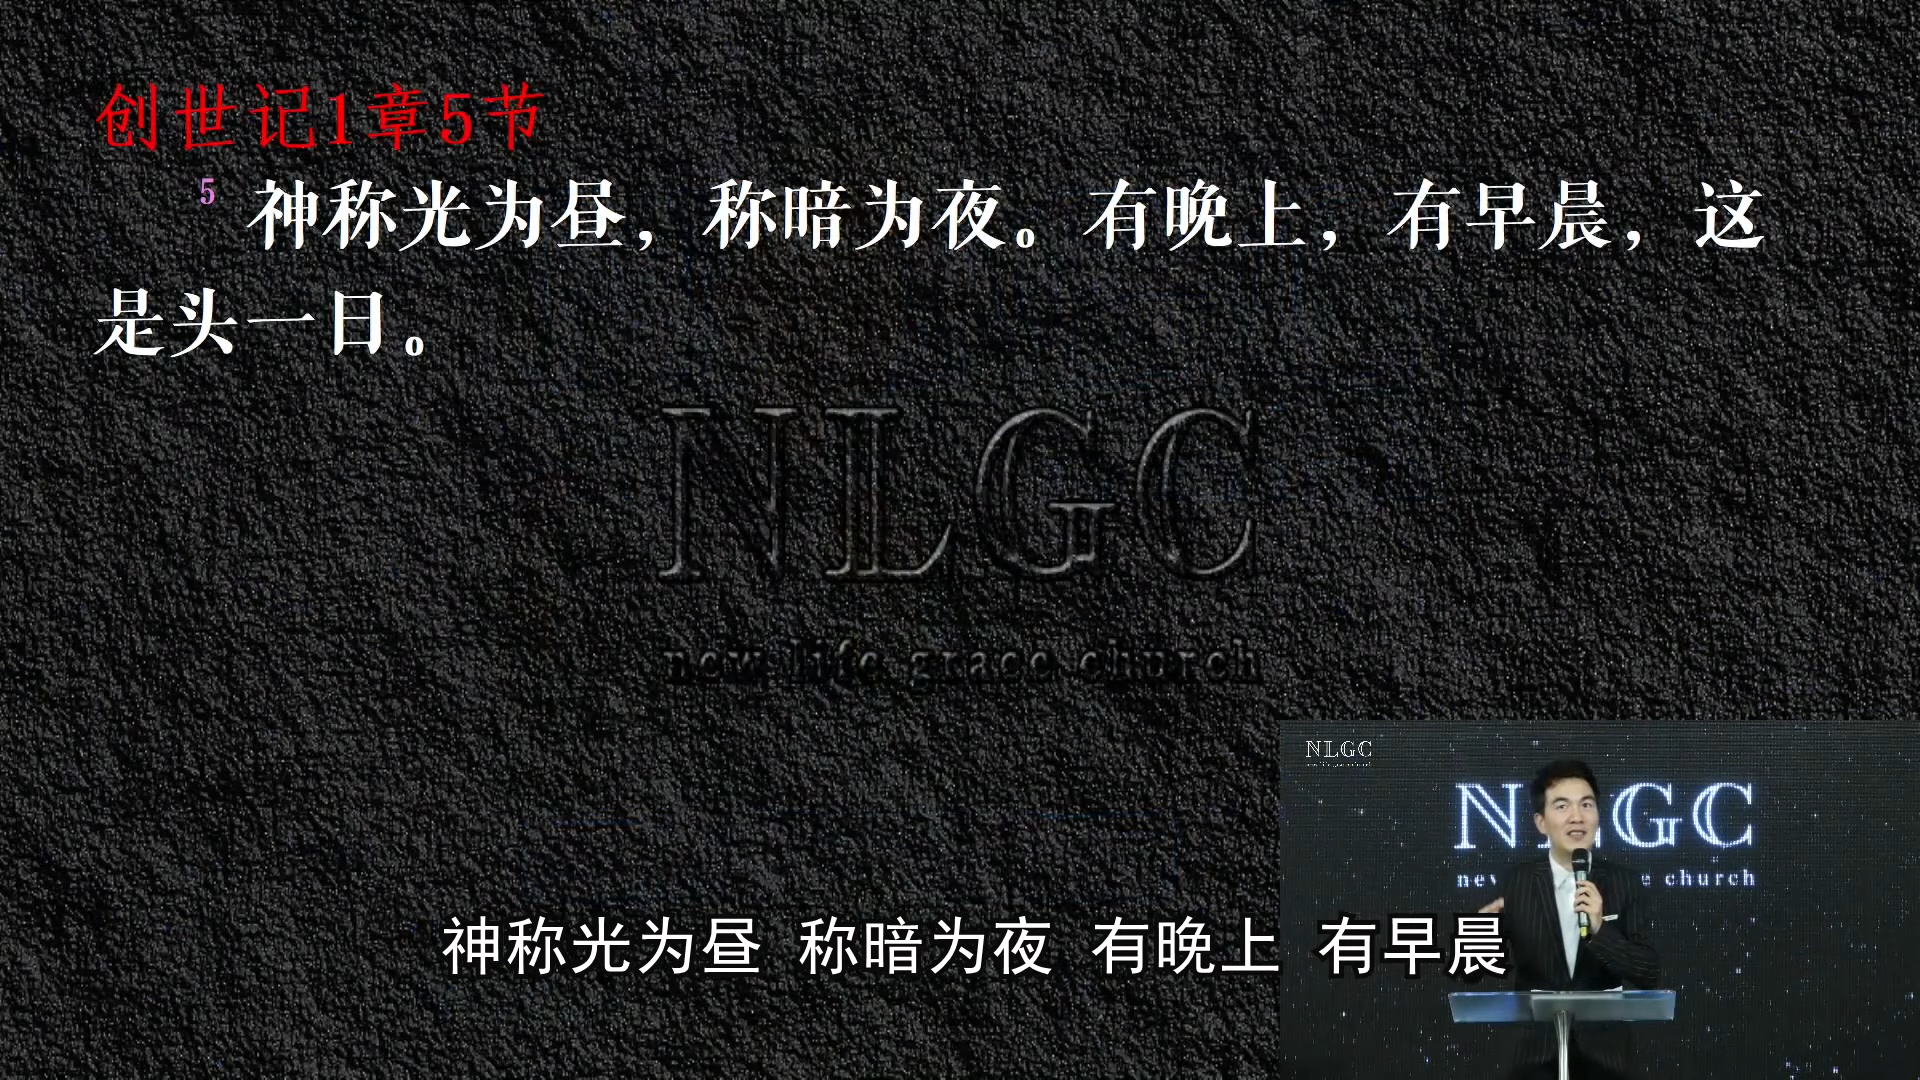 创世记1章5节
5 神称光为昼，称暗为夜。有晚上，有早晨，这
是头一日。
NLGC
new life grace church
NLGC
NLGC
church
神称光为昼 称暗为夜 有晚上 有早晨